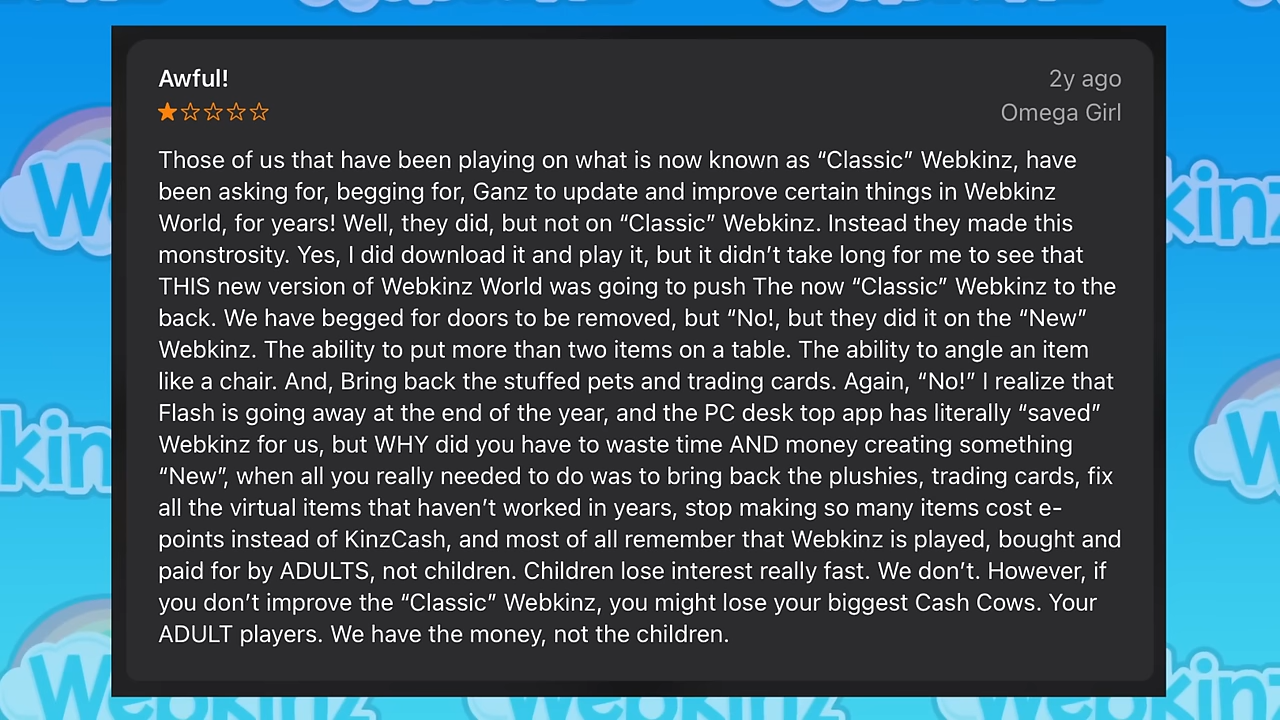 Awful!
2y ago
Omega Girl
Those of us that have been playing on what is now known as “Classic” Webkinz, have
been asking for, begging for, Ganz to update and improve certain things in Webkinz
World, for years! Well, they did, but not on “Classic” Webkinz. Instead they made this
monstrosity. Yes, I did download it and play it, but it didn’t take long for me to see that
THIS new version of Webkinz World was going to push The now “Classic” Webkinz to the
back. We have begged for doors to be removed, but “No!, but they did it on the “New”
Webkinz. The ability to put more than two items on a table. The ability to angle an item
like a chair. And, Bring back the stuffed pets and trading cards. Again, “No!” I realize that
Flash is going away at the end of the year, and the PC desk top app has literally “saved”
Webkinz for us, but WHY did you have to waste time AND money creating something
“New”, when all you really needed to do was to bring back the plushies, trading cards, fix
all the virtual items that haven’t worked in years, stop making so many items cost e-
points instead of KinzCash, and most of all remember that Webkinz is played, bought and
paid for by ADULTS, not children. Children lose interest really fast. We don’t. However, if
you don’t improve the “Classic” Webkinz, you might lose your biggest Cash Cows. Your
ADULT players. We have the money, not the children.
Webkinz
Webkinz